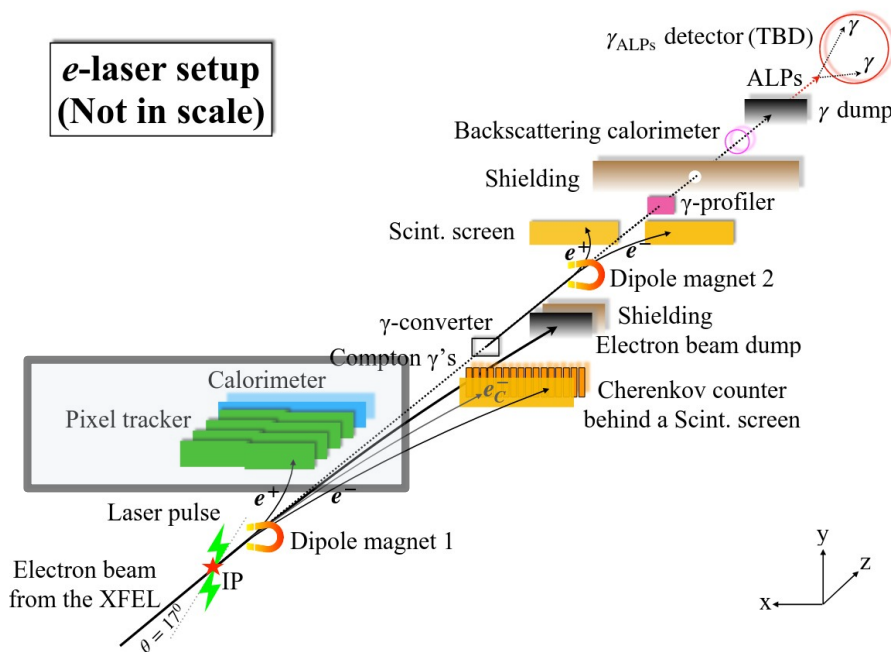 e-laser setup
(Not in scale)
γALPs detector (TBD)
γ
γ
ALPs
γ dump
Backscattering calorimeter
Shielding
γ-profiler
Scint. screen
e⁺
e⁻
Dipole magnet 2
γ-converter
Shielding
Compton γ's
Electron beam dump
Calorimeter
e⁻C
Cherenkov counter
behind a Scint. screen
Pixel tracker
e⁺
e⁻
Laser pulse
Dipole magnet 1
Electron beam
from the XFEL
IP
θ = 17⁰
y
z
x